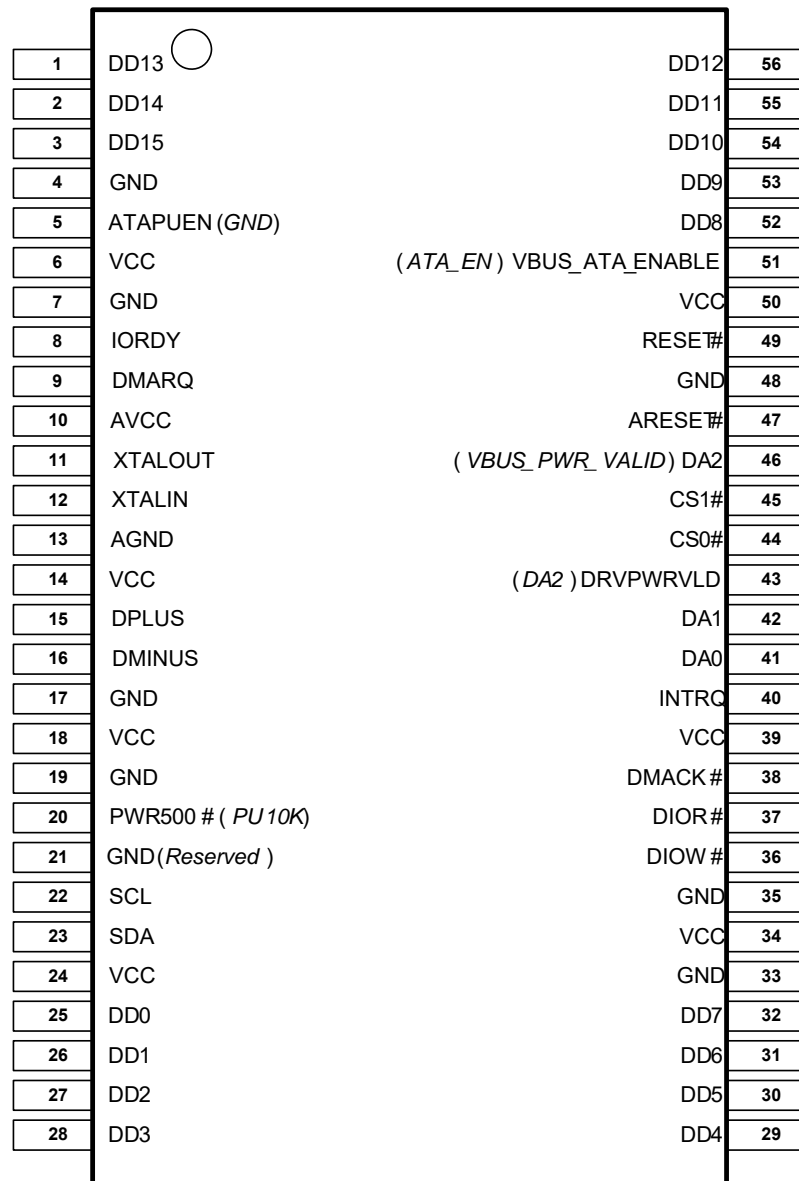 1 DD13 DD12 56
2 DD14 DD11 55
3 DD15 DD10 54
4 GND DD9 53
5 ATAPUEN (GND) DD8 52
6 VCC (ATA_EN) VBUS_ATA_ENABLE 51
7 GND VCC 50
8 IORDY RESET# 49
9 DMARQ GND 48
10 AVCC ARESET# 47
11 XTALOUT (VBUS_PWR_VALID) DA2 46
12 XTALIN CS1# 45
13 AGND CS0# 44
14 VCC (DA2) DRVPWRVLD 43
15 DPLUS DA1 42
16 DMINUS DA0 41
17 GND INTRQ 40
18 VCC VCC 39
19 GND DMACK# 38
20 PWR500# (PU10K) DIOR# 37
21 GND(Reserved) DIOW# 36
22 SCL GND 35
23 SDA VCC 34
24 VCC GND 33
25 DD0 DD7 32
26 DD1 DD6 31
27 DD2 DD5 30
28 DD3 DD4 29